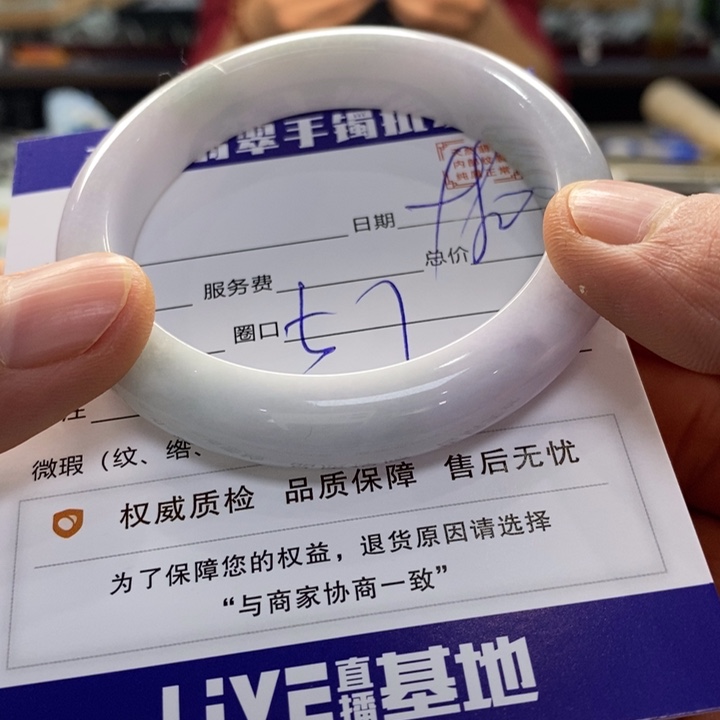 翠手镯批
日期
总价
服务费
圈口 57
微瑕（纹、绺、
权威质检 品质保障 售后无忧
为了保障您的权益，退货原因请选择
“与商家协商一致”
LiVE直播基地